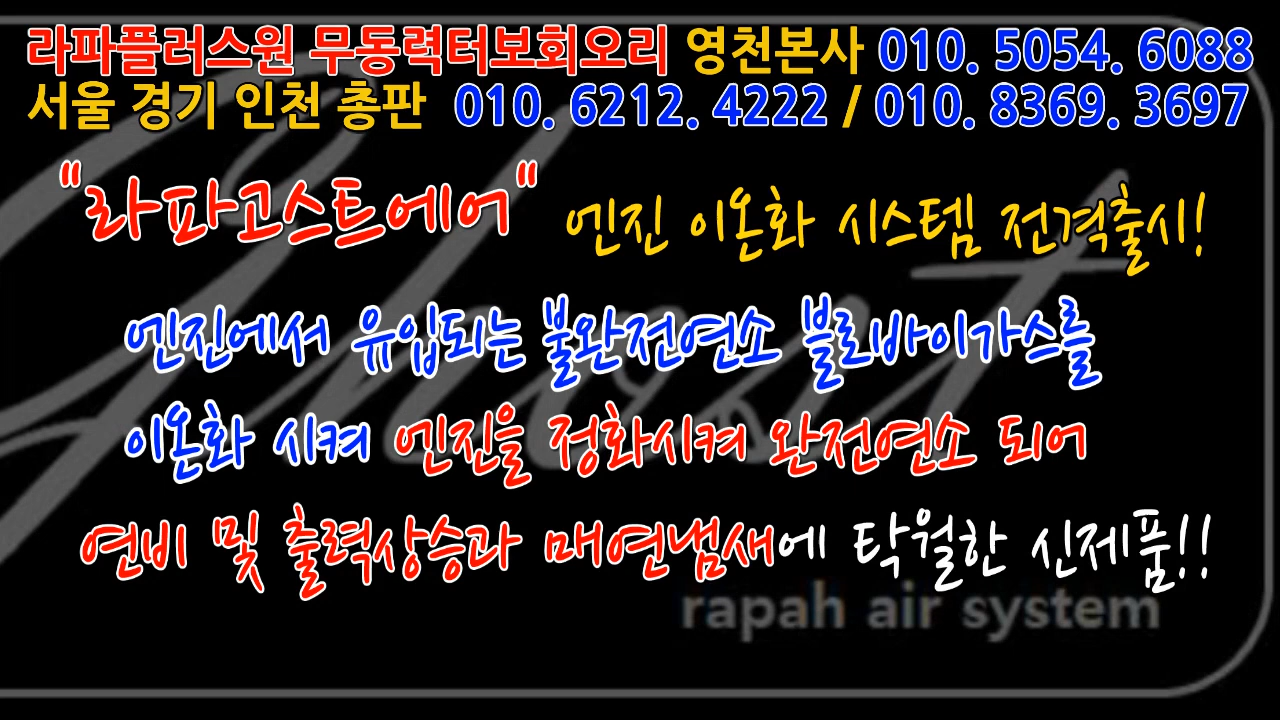 라파플러스원 무동력터보회오리 영천본사 010. 5054. 6088
서울 경기 인천 총판 010. 6212. 4222 / 010. 8369. 3697
"라파고스트에어" 엔진 이온화 시스템 전격출시!
엔진에서 유입되는 불완전연소 블로바이가스를
이온화 시켜 엔진을 정화시켜 완전연소 되어
연비 및 출력상승과 매연냄새에 탁월한 신제품!!
Ghost
rapah air system